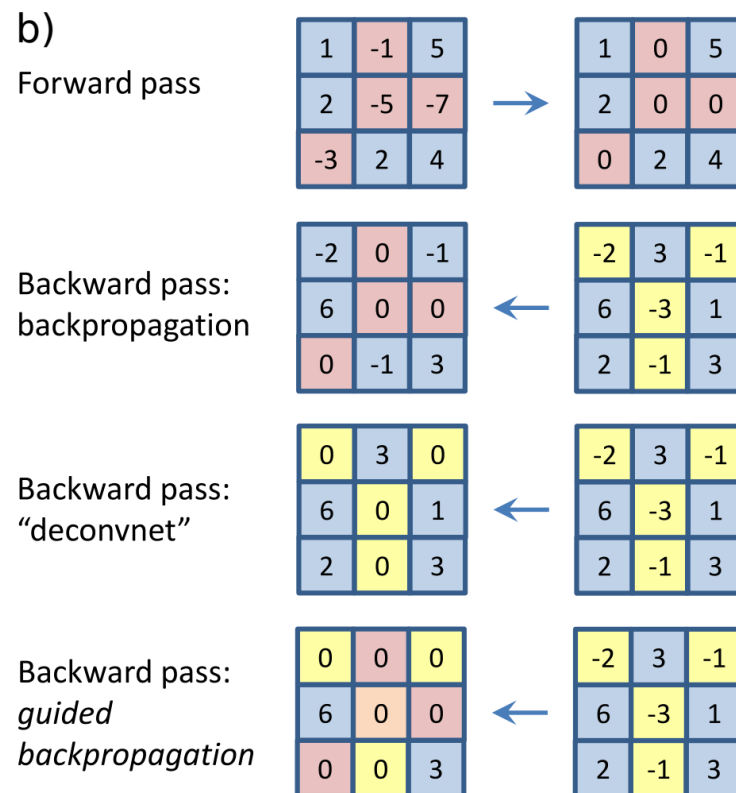 b)
Forward pass
1 -1 5 1 0 5
2 -5 -7 2 0 0
-3 2 4 0 2 4
Backward pass:
backpropagation
-2 0 -1 -2 3 -1
6 0 0 6 -3 1
0 -1 3 2 -1 3
Backward pass:
“deconvnet”
0 3 0 -2 3 -1
6 0 1 6 -3 1
2 0 3 2 -1 3
Backward pass:
guided
backpropagation
0 0 0 -2 3 -1
6 0 0 6 -3 1
0 0 3 2 -1 3